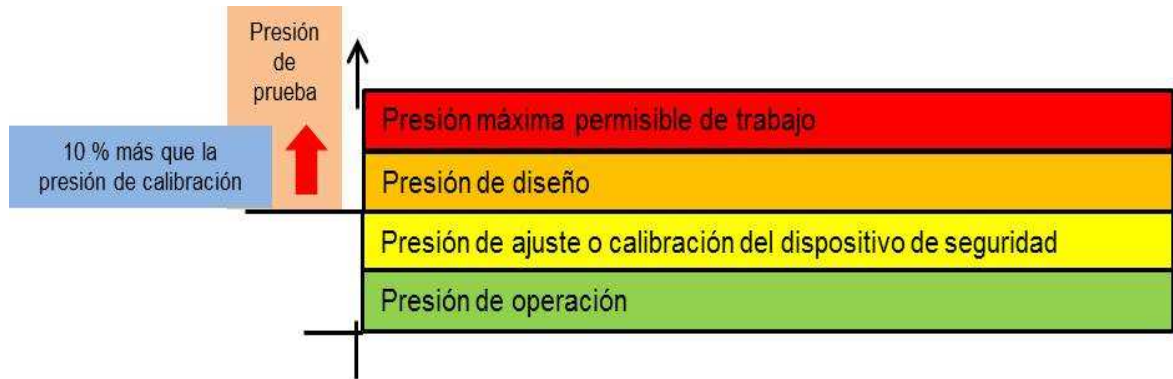 Presión
de
prueba
10 % más que la
presión de calibración
Presión máxima permisible de trabajo
Presión de diseño
Presión de ajuste o calibración del dispositivo de seguridad
Presión de operación